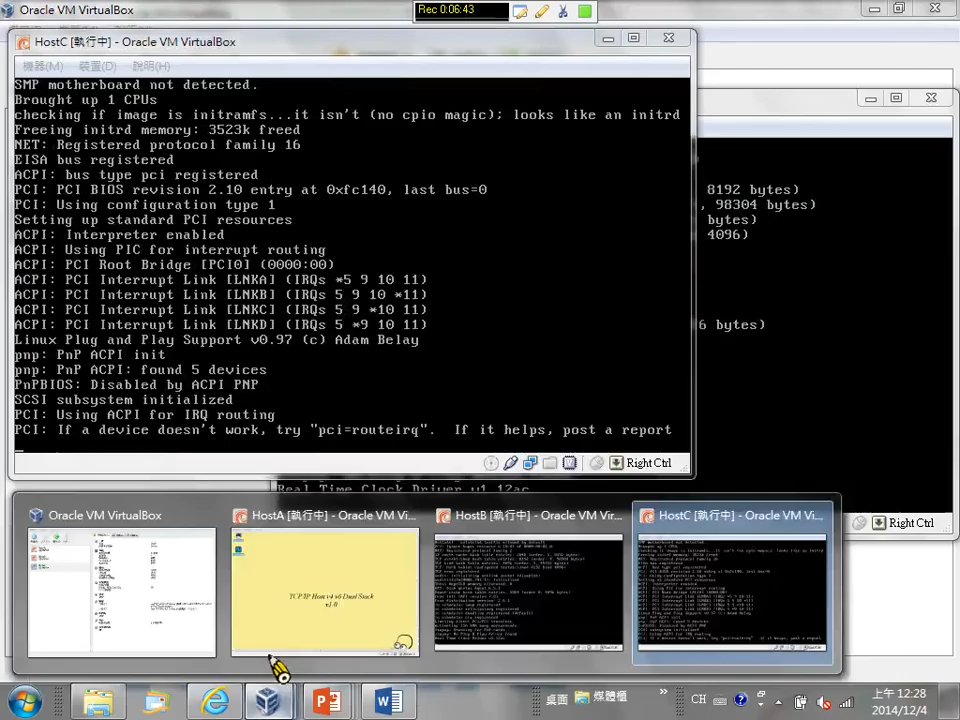 Oracle VM VirtualBox
Rec 0:06:43
HostC [執行中] - Oracle VM VirtualBox
機器(M) 裝置(D) 說明(H)
SMP motherboard not detected.
Brought up 1 CPUs
checking if image is initramfs...it isn't (no cpio magic); looks like an initrd
Freeing initrd memory: 3523k freed
NET: Registered protocol family 16
EISA bus registered
ACPI: bus type pci registered
PCI: PCI BIOS revision 2.10 entry at 0xfc140, last bus=0
PCI: Using configuration type 1
Setting up standard PCI resources
ACPI: Interpreter enabled
ACPI: Using PIC for interrupt routing
ACPI: PCI Root Bridge [PCI0] (0000:00)
ACPI: PCI Interrupt Link [LNKA] (IRQs *5 9 10 11)
ACPI: PCI Interrupt Link [LNKB] (IRQs 5 9 10 *11)
ACPI: PCI Interrupt Link [LNKC] (IRQs 5 9 *10 11)
ACPI: PCI Interrupt Link [LNKD] (IRQs 5 *9 10 11)
Linux Plug and Play Support v0.97 (c) Adam Belay
pnp: PnP ACPI init
pnp: PnP ACPI: found 5 devices
PnPBIOS: Disabled by ACPI PNP
SCSI subsystem initialized
PCI: Using ACPI for IRQ routing
PCI: If a device doesn't work, try "pci=routeirq".  If it helps, post a report
Right Ctrl
8192 bytes)
, 98304 bytes)
bytes)
4096)
6 bytes)
Real Time Clock Driver v1.12ac
Right Ctrl
Oracle VM VirtualBox
HostA [執行中] - Oracle VM Vi...
HostB [執行中] - Oracle VM Vir...
HostC [執行中] - Oracle VM Vi...
TCP/IP Host v4 v6 Dual Stack
v1.0
桌面
媒體櫃
CH
上午 12:28
2014/12/4